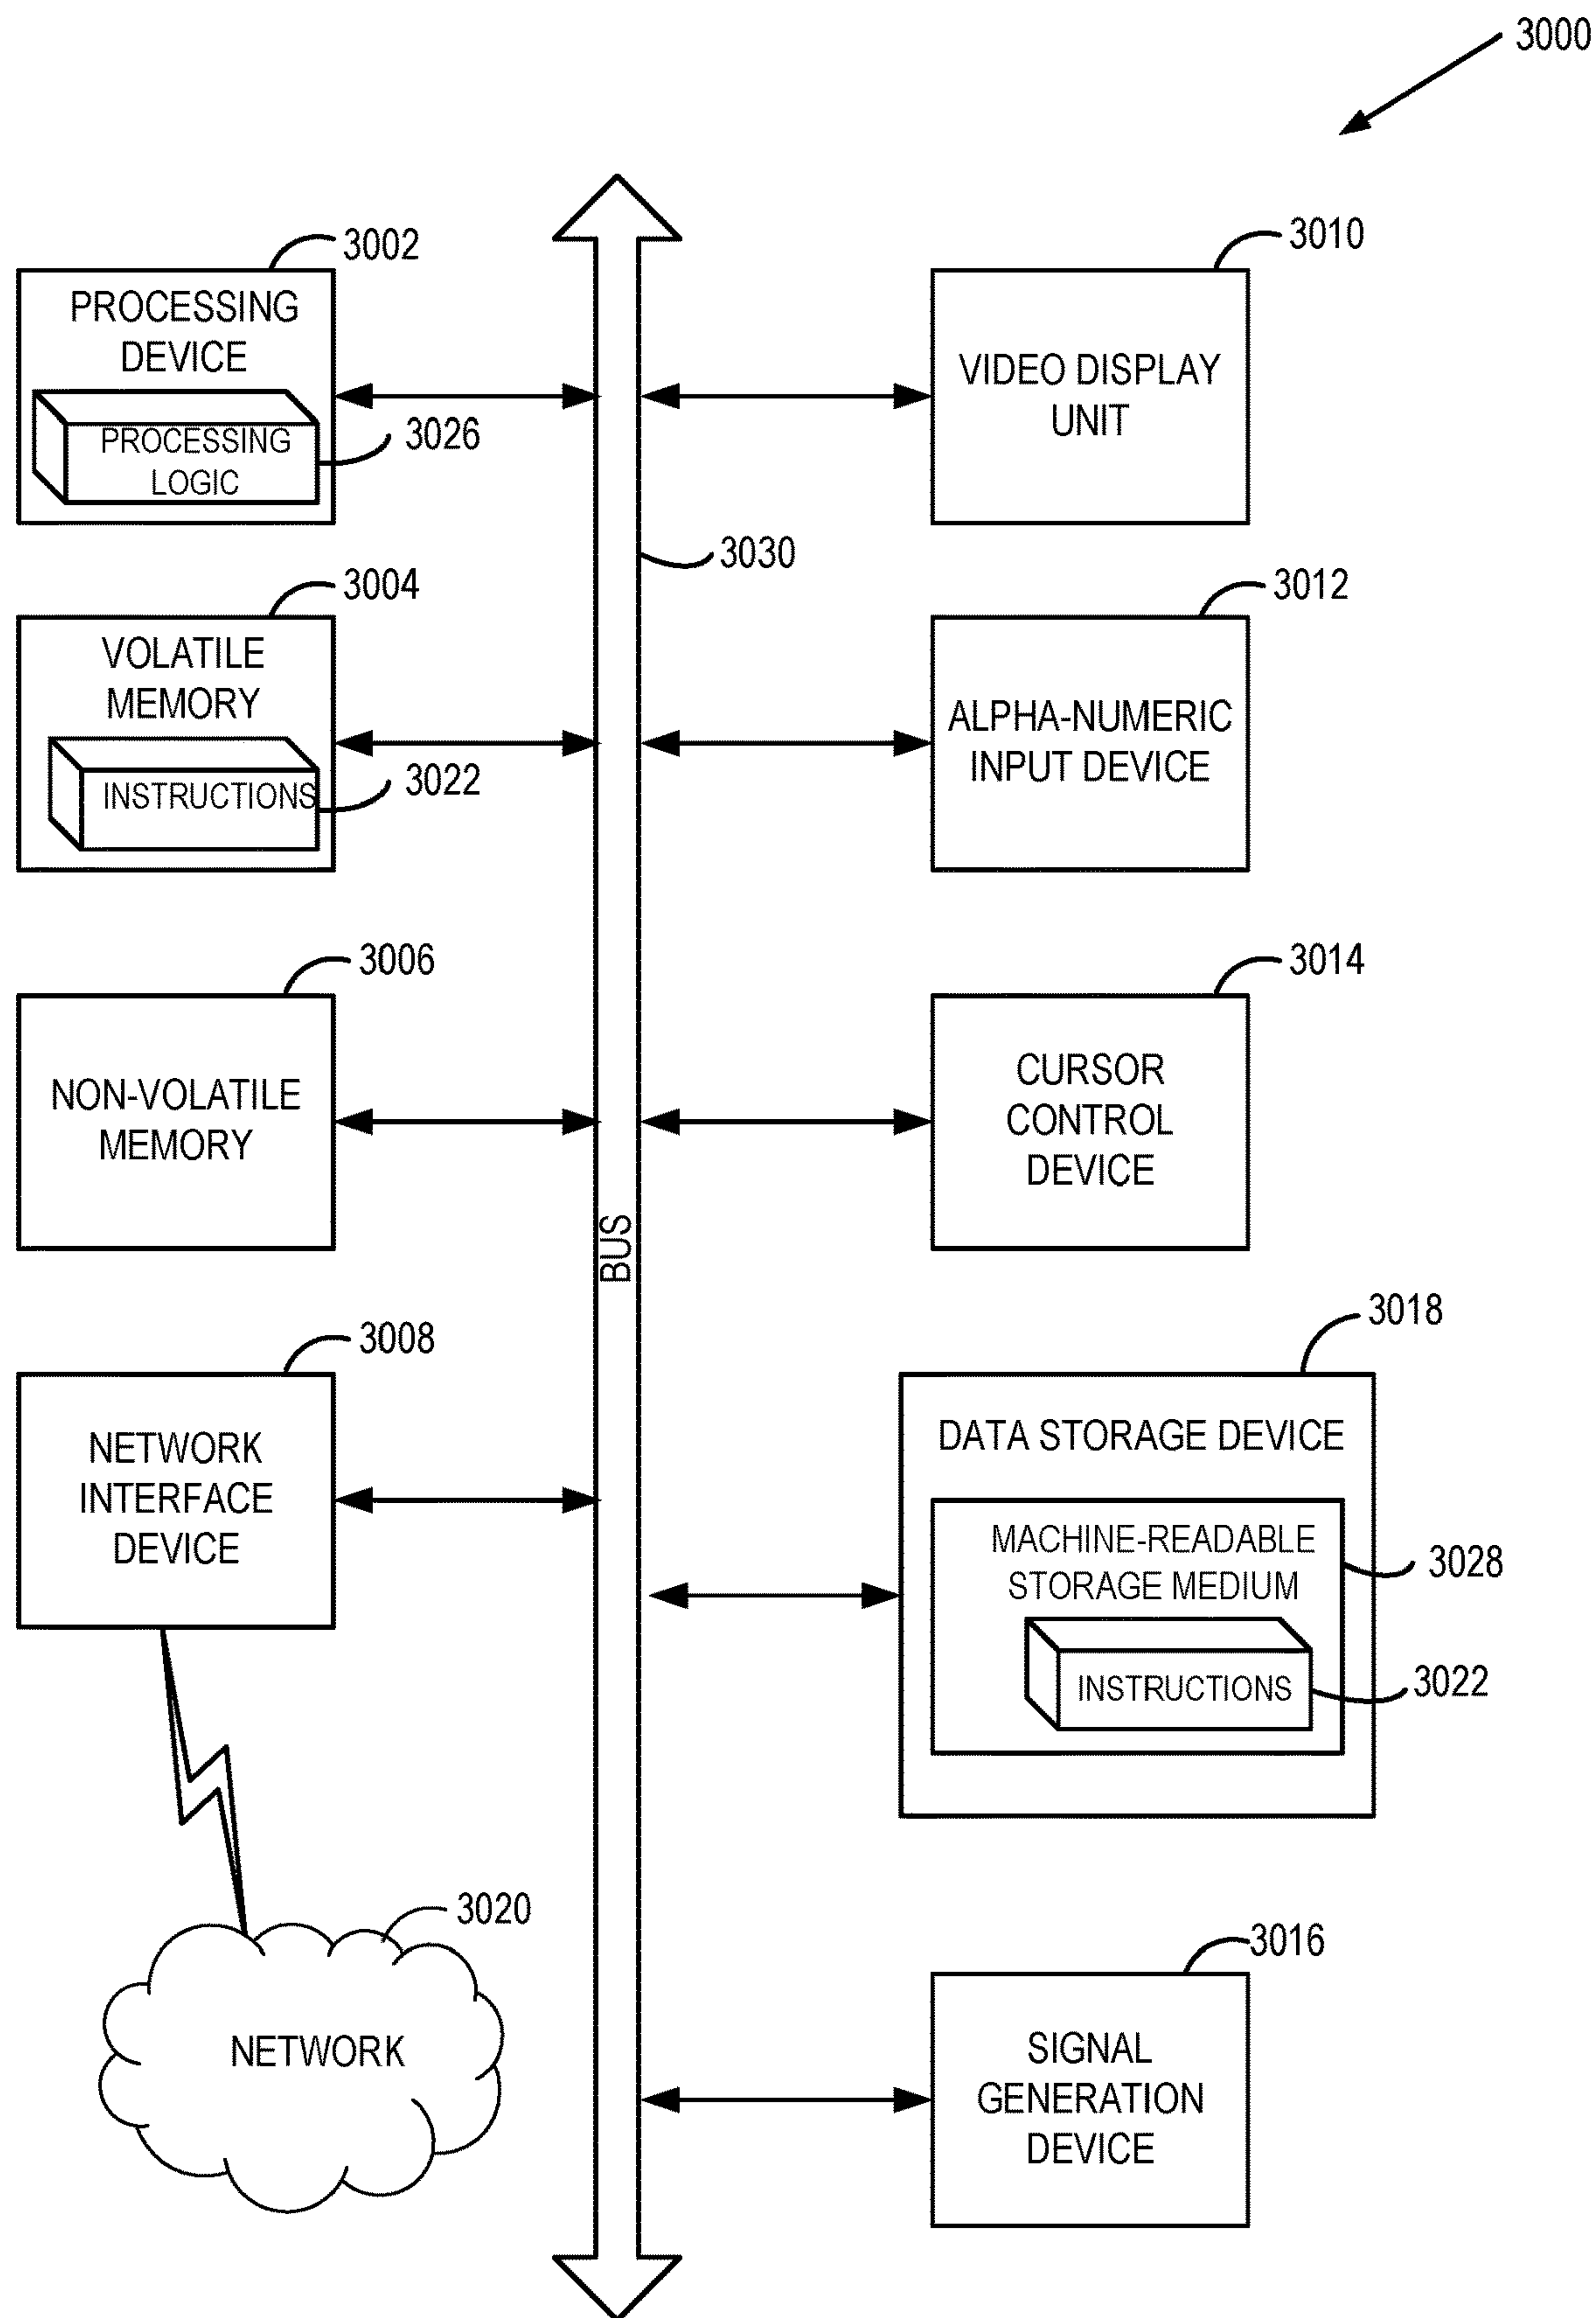 3000
3002
PROCESSING
DEVICE
PROCESSING
LOGIC
3026
3010
VIDEO DISPLAY
UNIT
3030
3004
VOLATILE
MEMORY
INSTRUCTIONS
3022
3012
ALPHA-NUMERIC
INPUT DEVICE
3006
NON-VOLATILE
MEMORY
3014
CURSOR
CONTROL
DEVICE
BUS
3008
NETWORK
INTERFACE
DEVICE
3018
DATA STORAGE DEVICE
MACHINE-READABLE
STORAGE MEDIUM
3028
INSTRUCTIONS
3022
3020
NETWORK
3016
SIGNAL
GENERATION
DEVICE